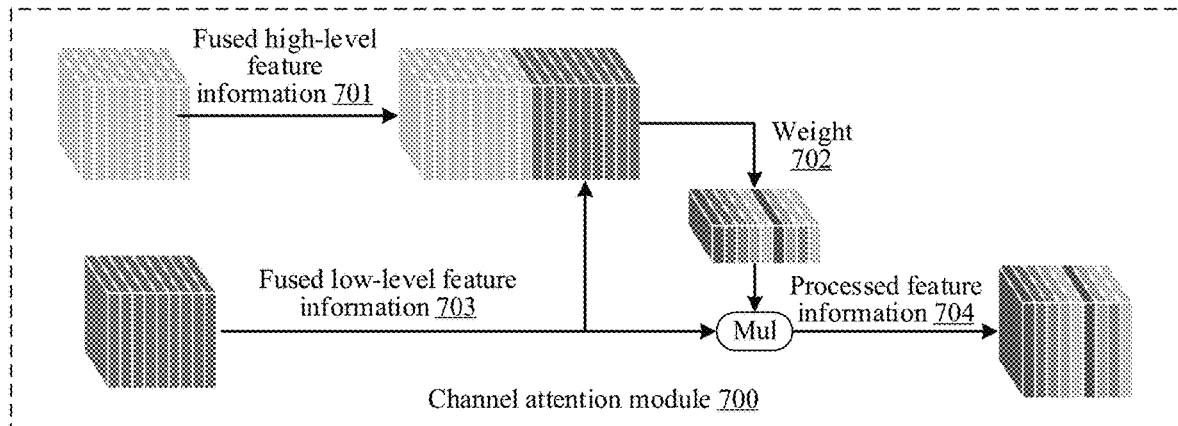 Fused high-level
feature
information 701
Weight
702
Fused low-level feature
information 703
Processed feature
information 704
Mul
Channel attention module 700